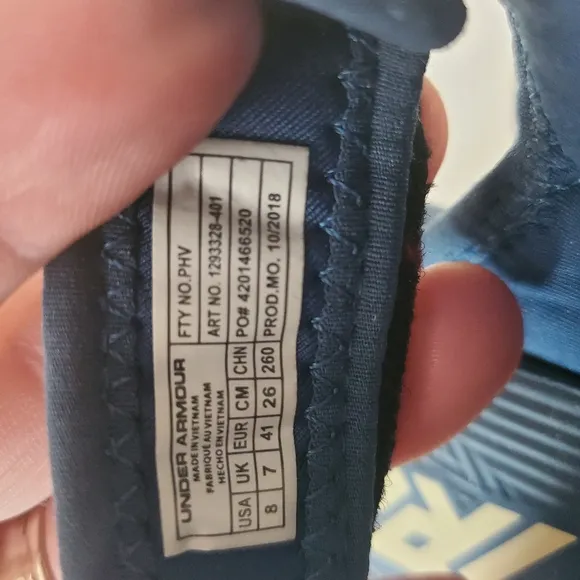 UNDER ARMOUR
MADE IN VIETNAM
FABRIQUÉ AU VIETNAM
HECHO EN VIETNAM
USA UK EUR CM CHN
8 7 41 26 260
FTY NO.PHV
ART NO. 1293328-401
PO# 4201466520
PROD.MO. 10/2018